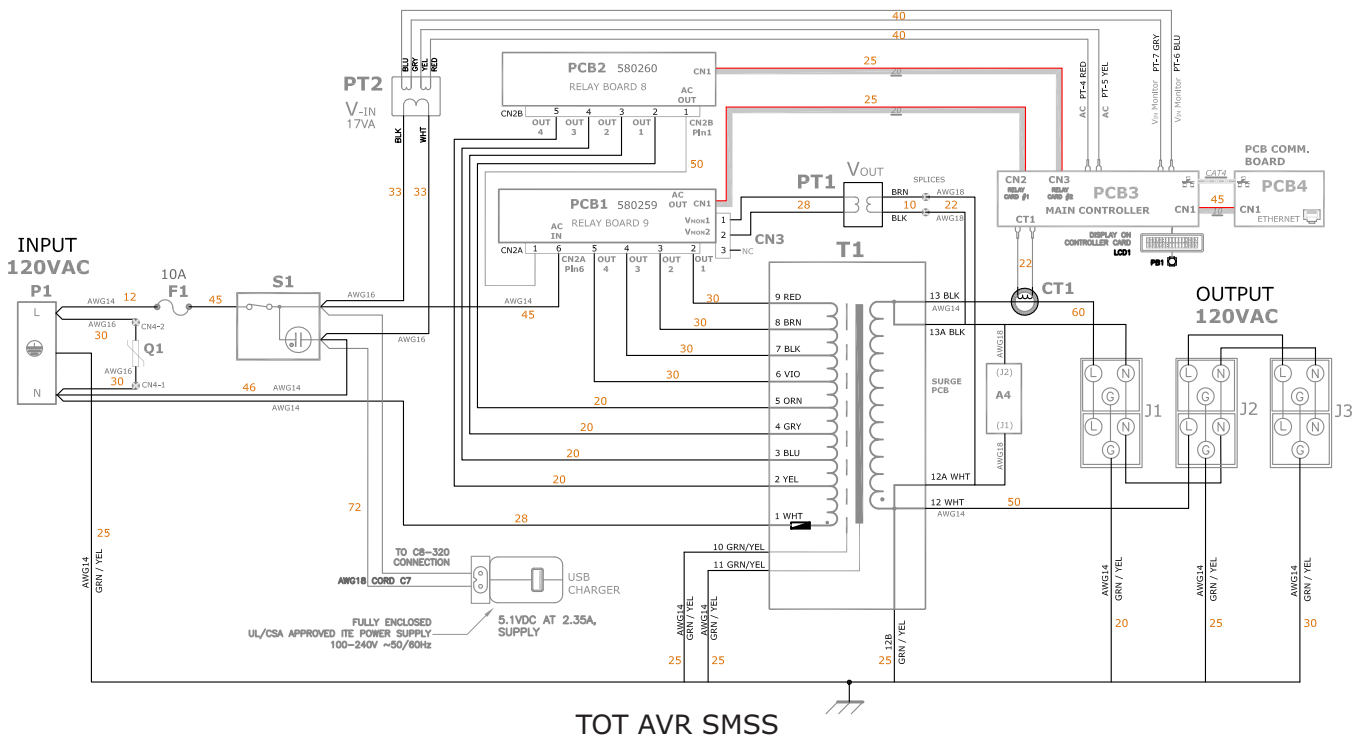 40
40
BLU
GRY
YEL
RED
PT2
V-IN
17VA
BLK
WHT
33
33
PCB2 580260
RELAY BOARD 8
CN1
AC
OUT
CN2B
5 4 3 2 1
OUT
4
OUT
3
OUT
2
OUT
1
CN2B
Pin1
50
25
20
25
20
AC PT-4 RED
AC PT-5 YEL
VIN Monitor PT-7 GRY
VIN Monitor PT-6 BLU
PCB1 580259
RELAY BOARD 9
AC
OUT
CN1
AC
IN
VMON1
VMON2
1
2
3
NC
CN3
CN2A
1 6 5 4 3 2
CN2A
Pin6
OUT
4
OUT
3
OUT
2
OUT
1
PT1
VOUT
28
BRN
10
BLK
SPLICES
AWG18
22
AWG18
CN2
RELAY
CARD #1
CN3
RELAY
CARD #2
PCB3
MAIN CONTROLLER
CT1
CN1
CAT4
45
10
PCB COMM.
BOARD
PCB4
CN1
ETHERNET
DISPLAY ON
CONTROLLER CARD
LCD1
PB1
22
CT1
INPUT
120VAC
P1
L
N
AWG14
12
10A
F1
45
S1
AWG16
30
CN4-2
Q1
AWG16
30
CN4-1
46
AWG14
AWG14
AWG16
AWG14
45
AWG16
T1
30
30
30
30
20
20
20
20
28
9 RED
8 BRN
7 BLK
6 VIO
5 ORN
4 GRY
3 BLU
2 YEL
1 WHT
10 GRN/YEL
11 GRN/YEL
13 BLK
AWG14
13A BLK
60
SURGE
PCB
AWG18
(J2)
A4
(J1)
AWG18
12A WHT
12 WHT
AWG14
50
OUTPUT
120VAC
L N
G
L N
G
J1
L N
G
L N
G
J2
L N
G
L N
G
J3
72
TO C8-320
CONNECTION
AWG18 CORD C7
USB
CHARGER
FULLY ENCLOSED
UL/CSA APPROVED ITE POWER SUPPLY
100-240V ~50/60Hz
5.1VDC AT 2.35A,
SUPPLY
25
AWG14
GRN / YEL
AWG14
GRN / YEL
25
AWG14
GRN / YEL
25
12B
GRN / YEL
25
AWG14
GRN / YEL
20
AWG14
GRN / YEL
25
AWG14
GRN / YEL
30
TOT AVR SMSS